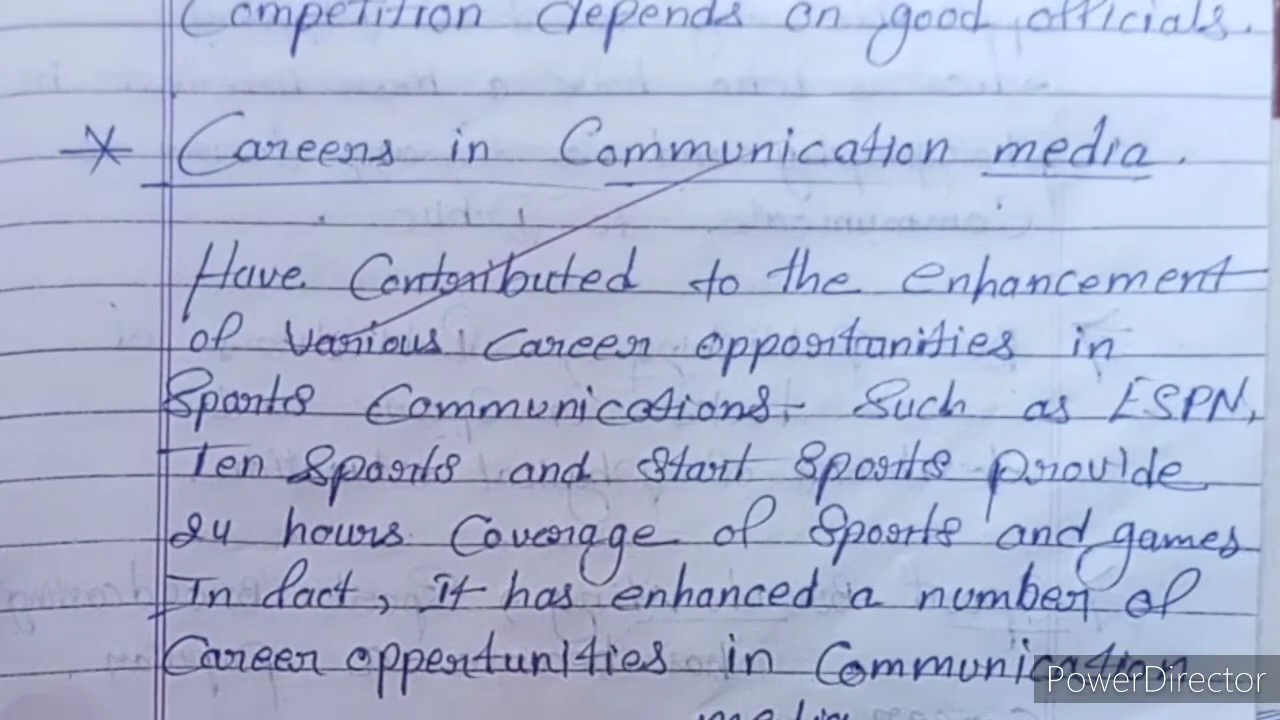 Competition depends on good officials.
* Careers in Communication media.
Have Contributed to the enhancement
of various career opportunities in
Sports Communications. Such as ESPN,
Ten Sports and Start Sports provide
24 hours Coveragge of Sports and games
In fact, it has enhanced a number of
Career oppertunities in Communication
media
PowerDirector